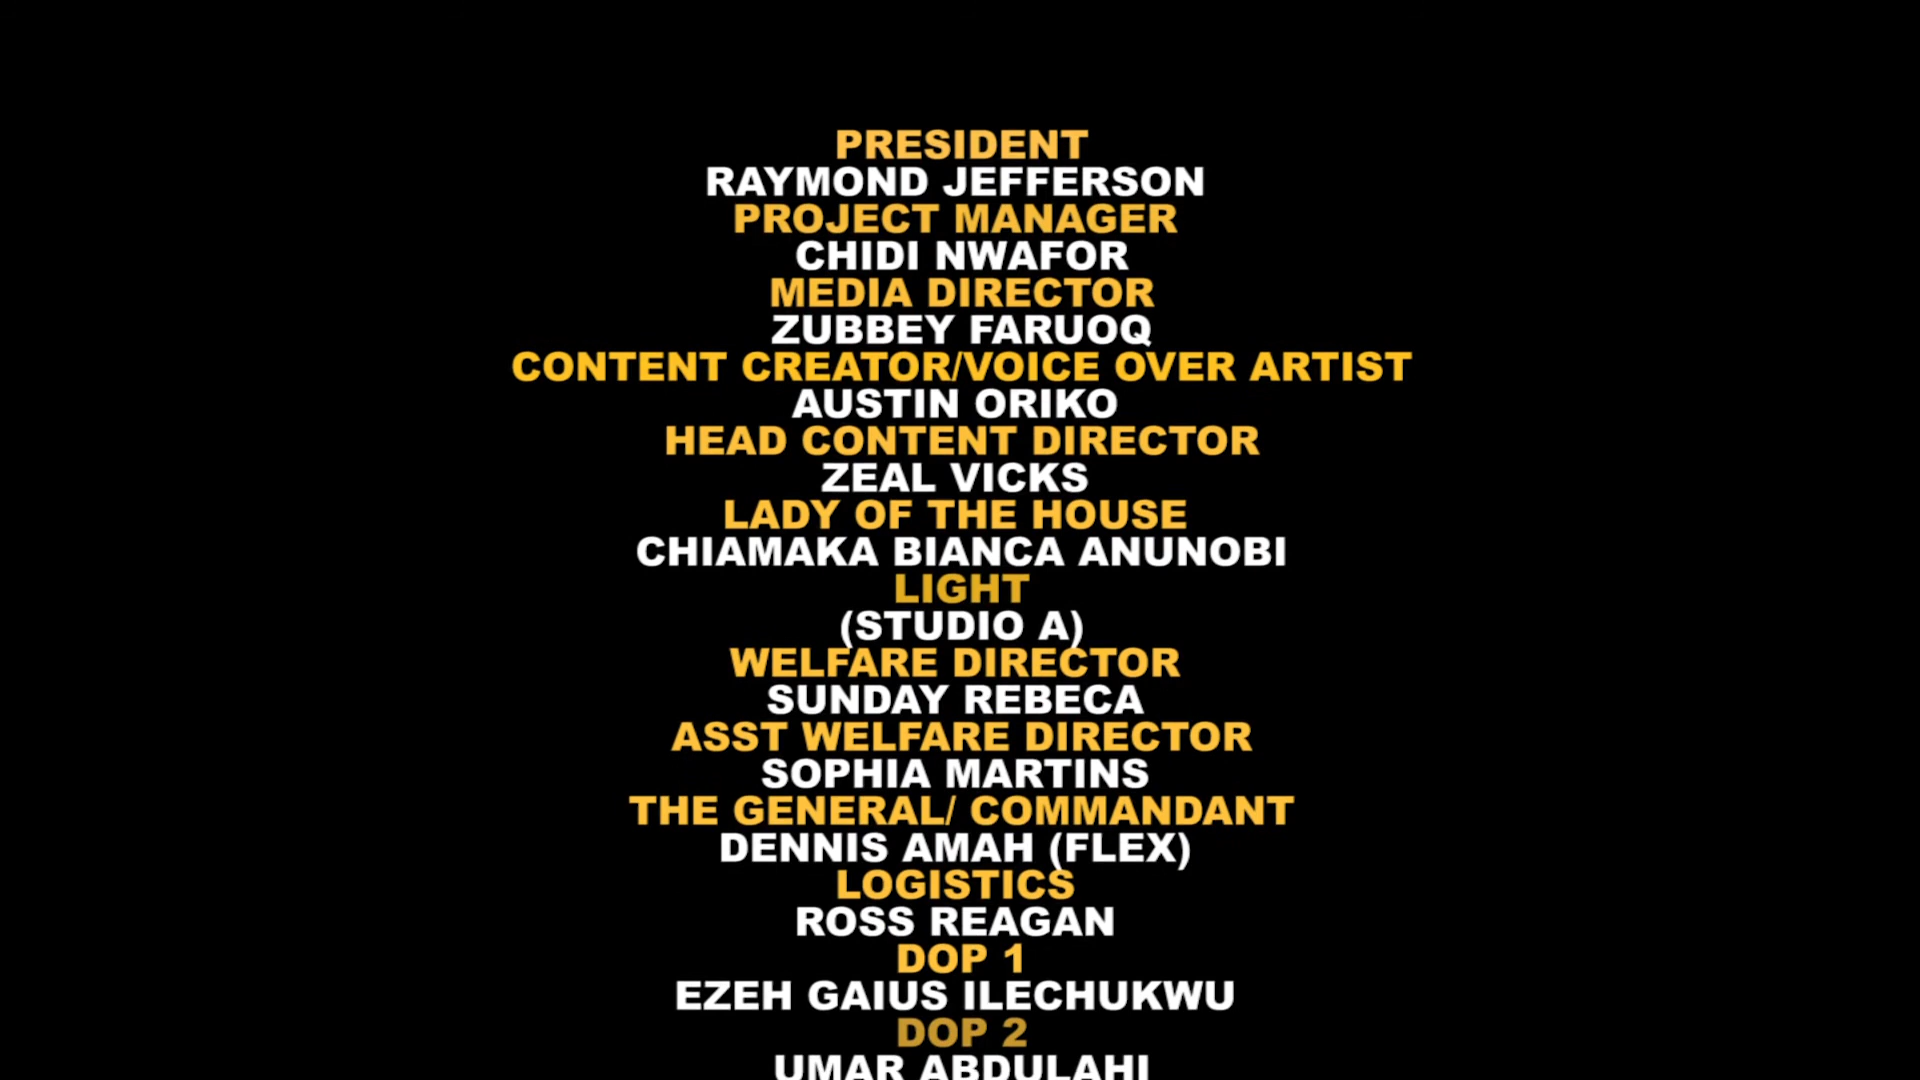 PRESIDENT
RAYMOND JEFFERSON
PROJECT MANAGER
CHIDI NWAFOR
MEDIA DIRECTOR
ZUBBEY FARUOQ
CONTENT CREATOR/VOICE OVER ARTIST
AUSTIN ORIKO
HEAD CONTENT DIRECTOR
ZEAL VICKS
LADY OF THE HOUSE
CHIAMAKA BIANCA ANUNOBI
LIGHT
(STUDIO A)
WELFARE DIRECTOR
SUNDAY REBECA
ASST WELFARE DIRECTOR
SOPHIA MARTINS
THE GENERAL/ COMMANDANT
DENNIS AMAH (FLEX)
LOGISTICS
ROSS REAGAN
DOP 1
EZEH GAIUS ILECHUKWU
DOP 2
UMAR ABDULAHI